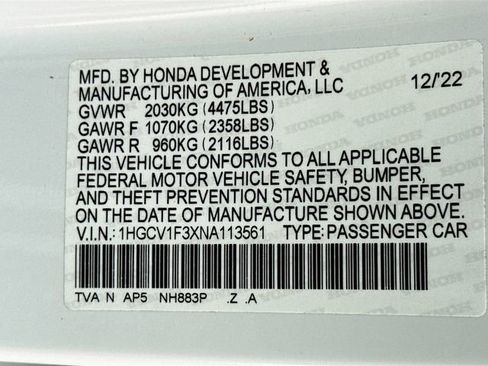 MFD. BY HONDA DEVELOPMENT &
MANUFACTURING OF AMERICA, LLC 12/'22
GVWR 2030KG (4475LBS)
GAWR F 1070KG (2358LBS)
GAWR R 960KG (2116LBS)
THIS VEHICLE CONFORMS TO ALL APPLICABLE
FEDERAL MOTOR VEHICLE SAFETY, BUMPER,
AND THEFT PREVENTION STANDARDS IN EFFECT
ON THE DATE OF MANUFACTURE SHOWN ABOVE.
V.I.N.: 1HGCV1F3XNA113561 TYPE: PASSENGER CAR
TVA N AP5 NH883P .Z .A